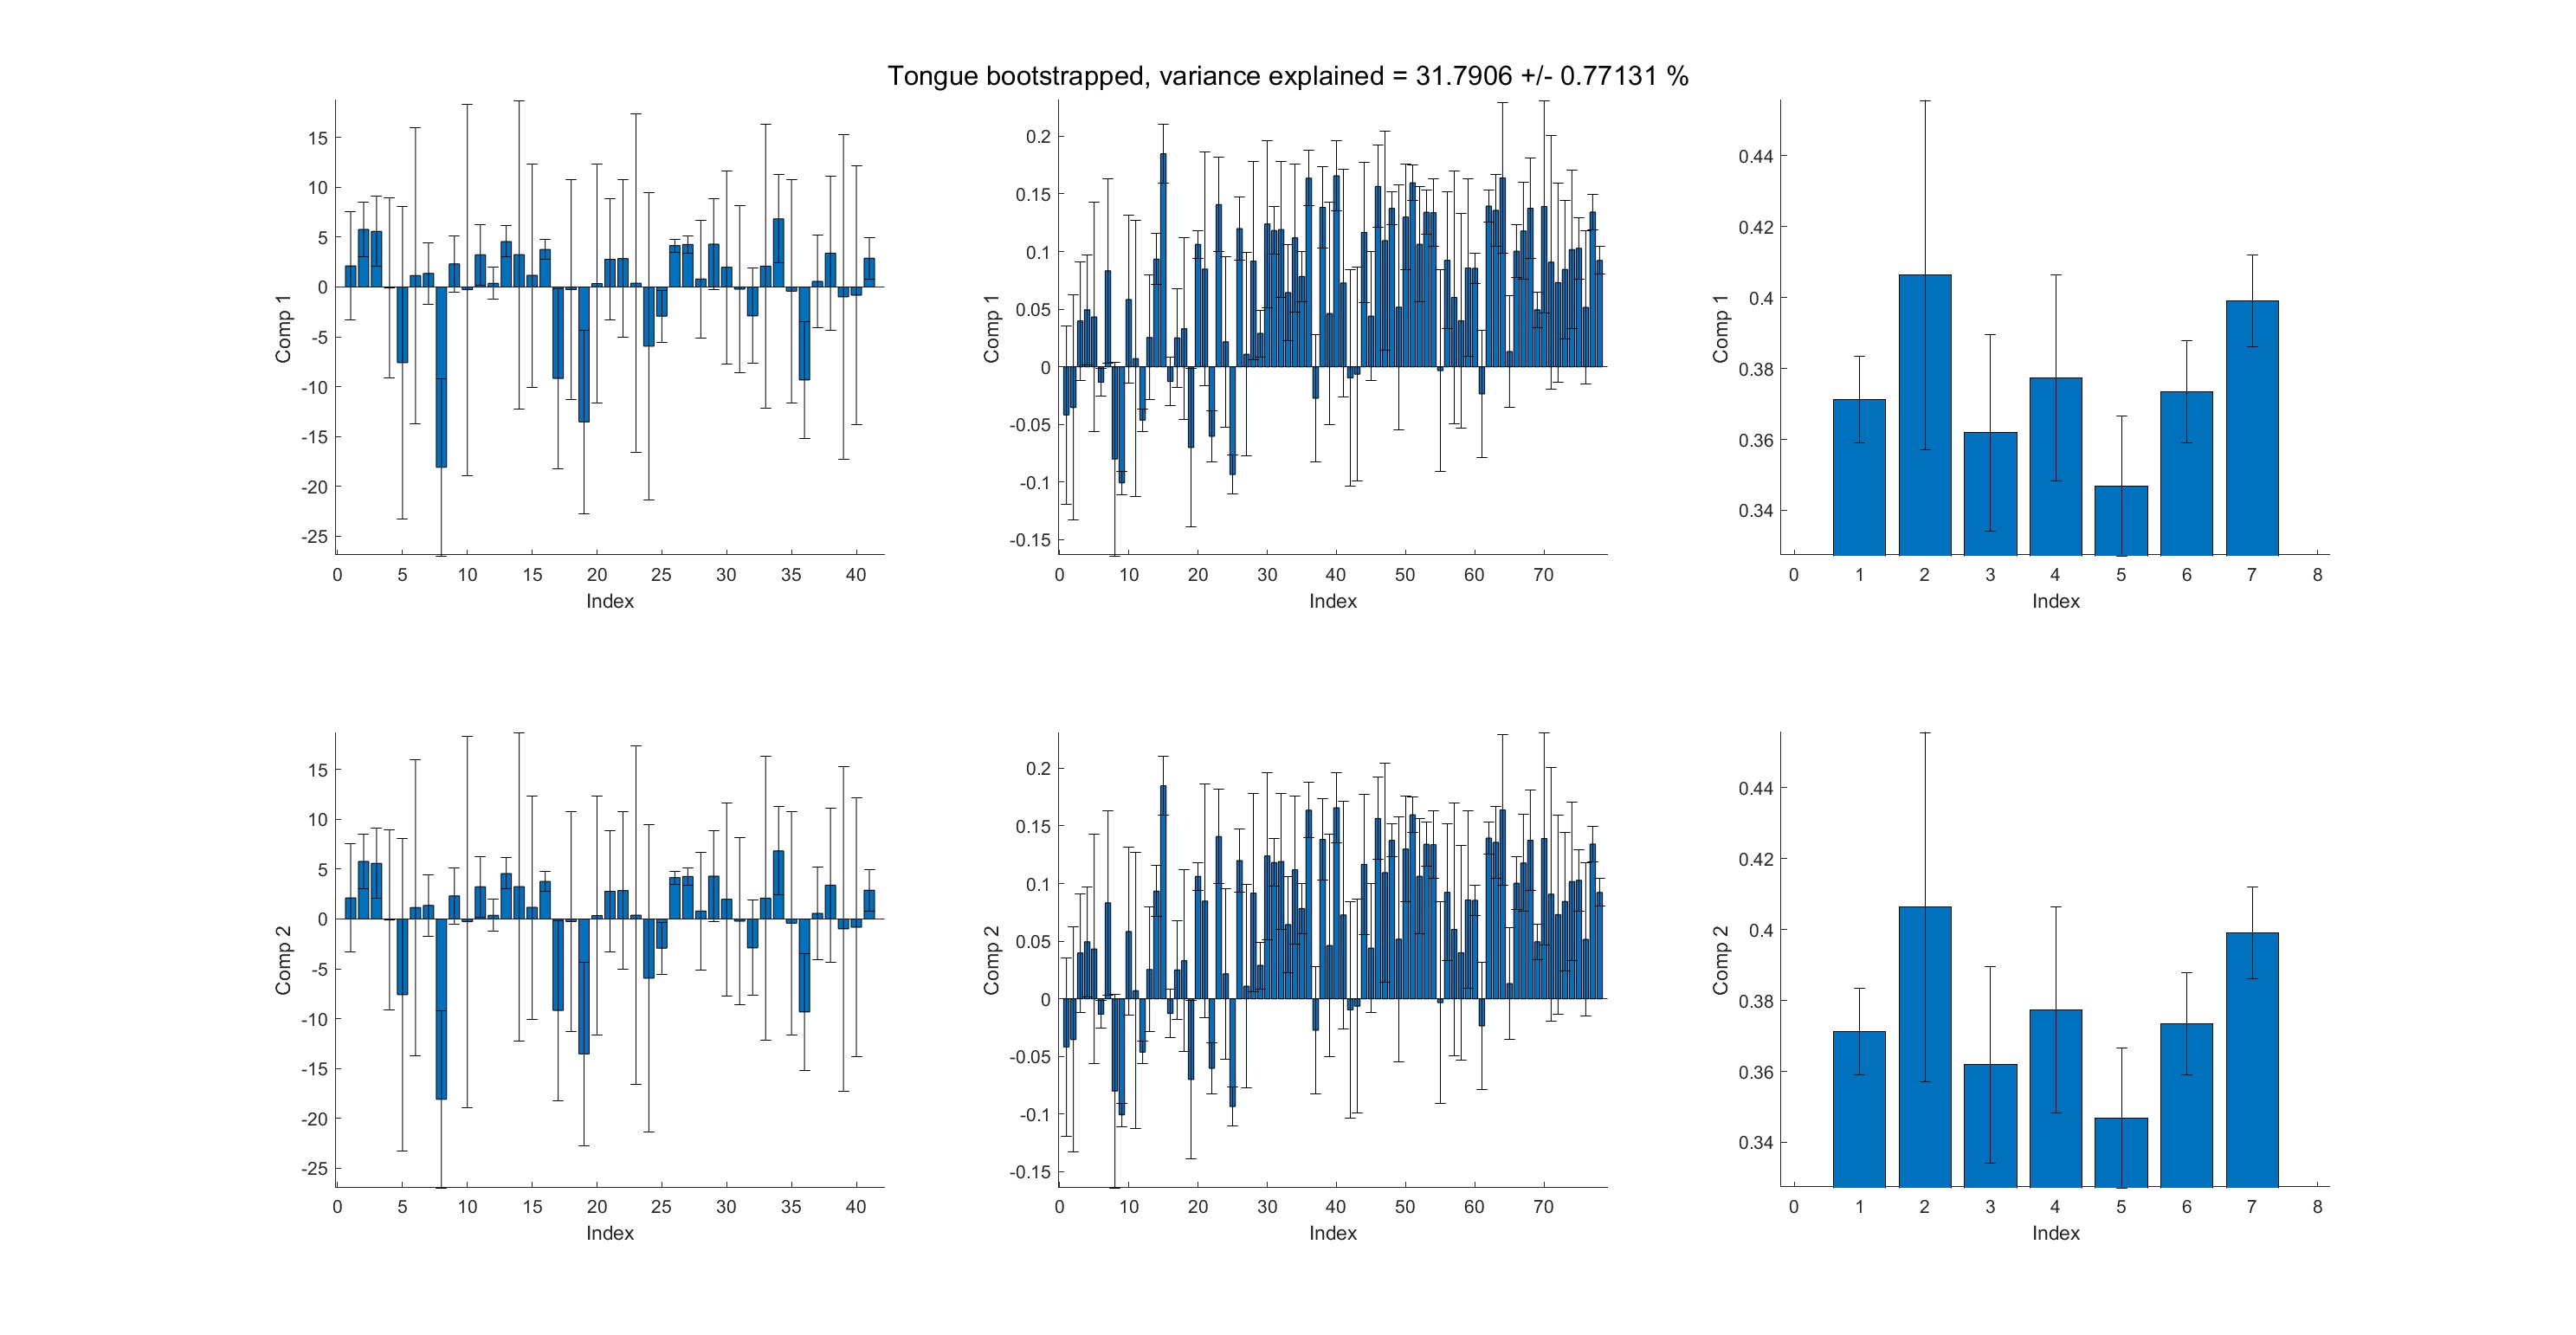 Tongue bootstrapped, variance explained = 31.7906 +/- 0.77131 %
Comp 1
15
10
5
0
-5
-10
-15
-20
-25
0 5 10 15 20 25 30 35 40
Index
Comp 1
0.2
0.15
0.1
0.05
0
-0.05
-0.1
-0.15
0 10 20 30 40 50 60 70
Index
Comp 1
0.44
0.42
0.4
0.38
0.36
0.34
0 1 2 3 4 5 6 7 8
Index
Comp 2
15
10
5
0
-5
-10
-15
-20
-25
0 5 10 15 20 25 30 35 40
Index
Comp 2
0.2
0.15
0.1
0.05
0
-0.05
-0.1
-0.15
0 10 20 30 40 50 60 70
Index
Comp 2
0.44
0.42
0.4
0.38
0.36
0.34
0 1 2 3 4 5 6 7 8
Index